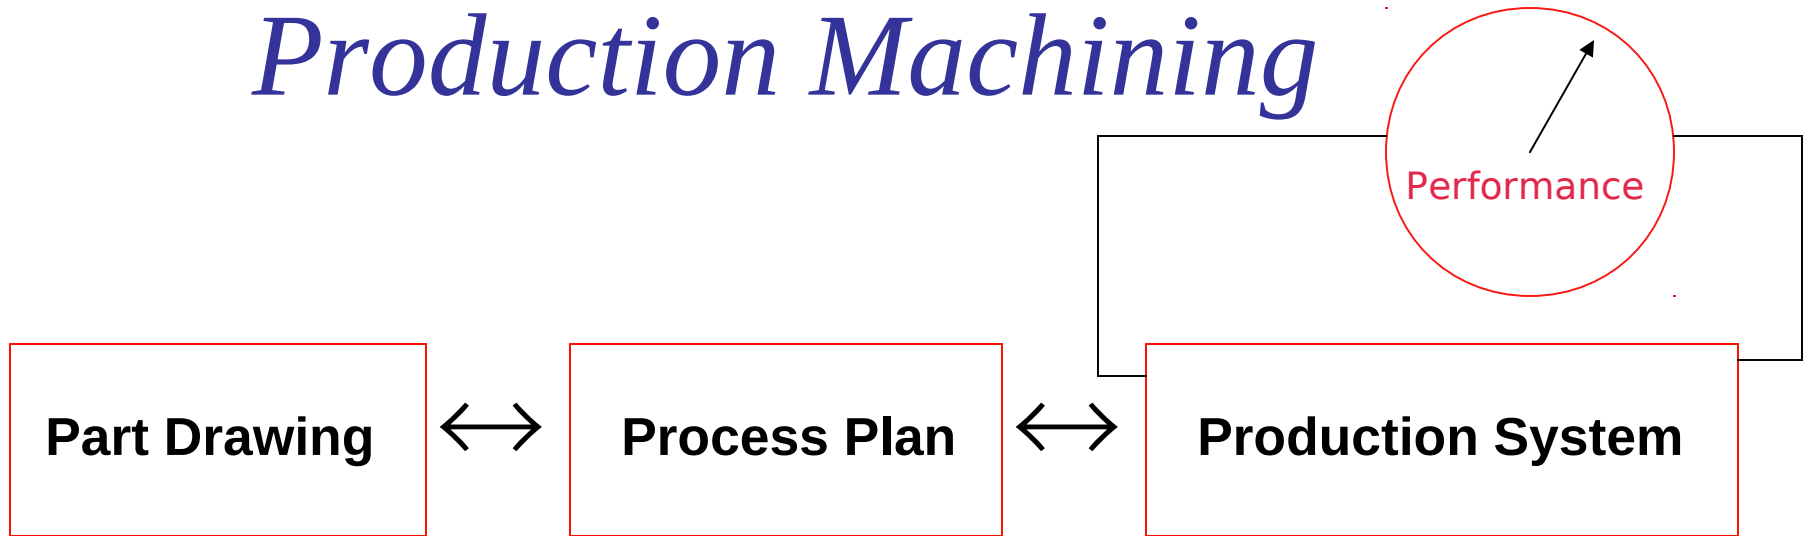 Production Machining
Performance
Part Drawing
Process Plan
Production System